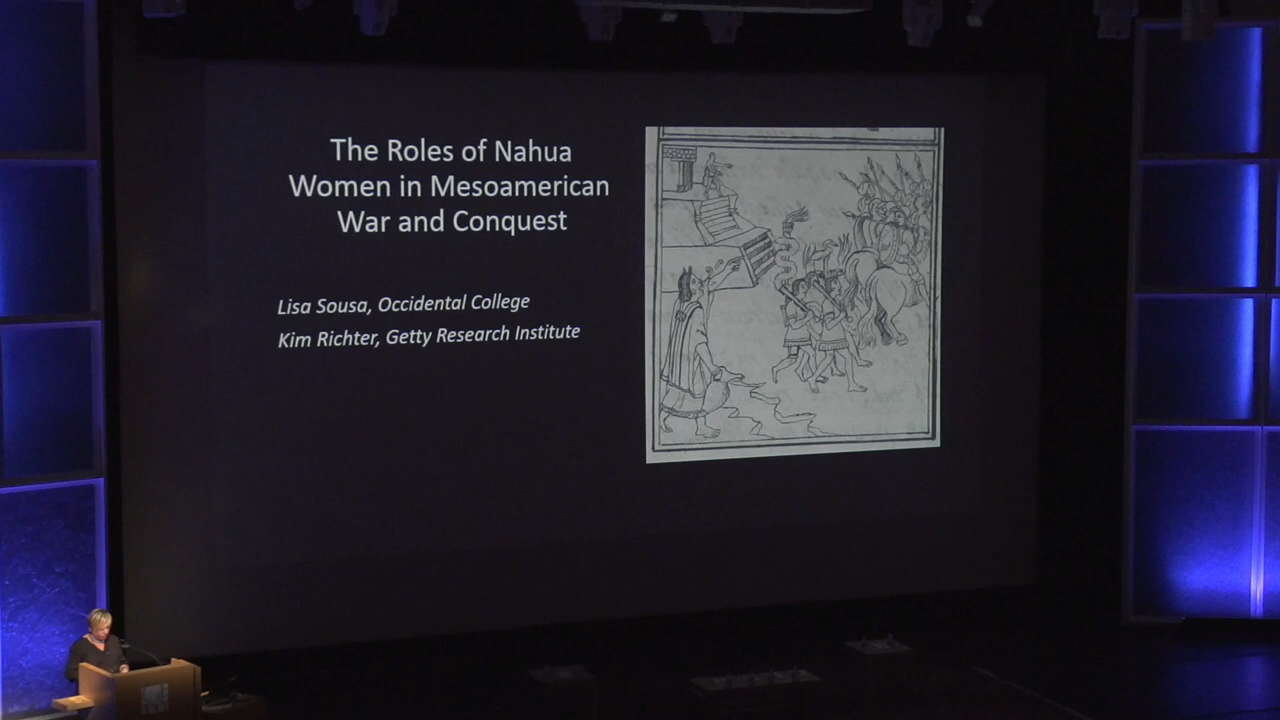 The Roles of Nahua
Women in Mesoamerican
War and Conquest
Lisa Sousa, Occidental College
Kim Richter, Getty Research Institute